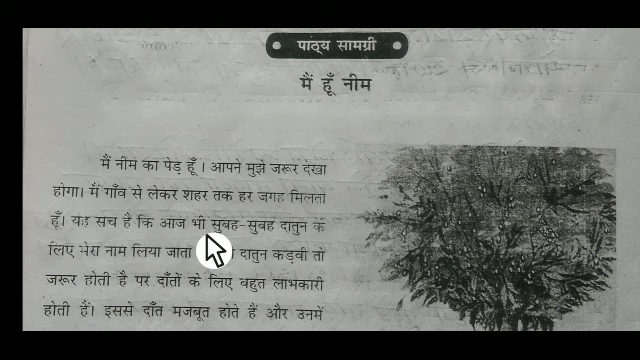 पाठ्य सामग्री
मैं हूँ नीम
मैं नीम का पेड़ हूँ। आपने मुझे जरूर देखा
होगा। मैं गाँव से लेकर शहर तक हर जगह मिलता
हूँ। यह सच है कि आज भी सुबह-सुबह दातुन के
लिए मेरा नाम लिया जाता दातुन कड़वी तो
जरूर होती है पर दाँतों के लिए बहुत लाभकारी
होती है। इससे दाँत मजबूत होते हैं और उनमें